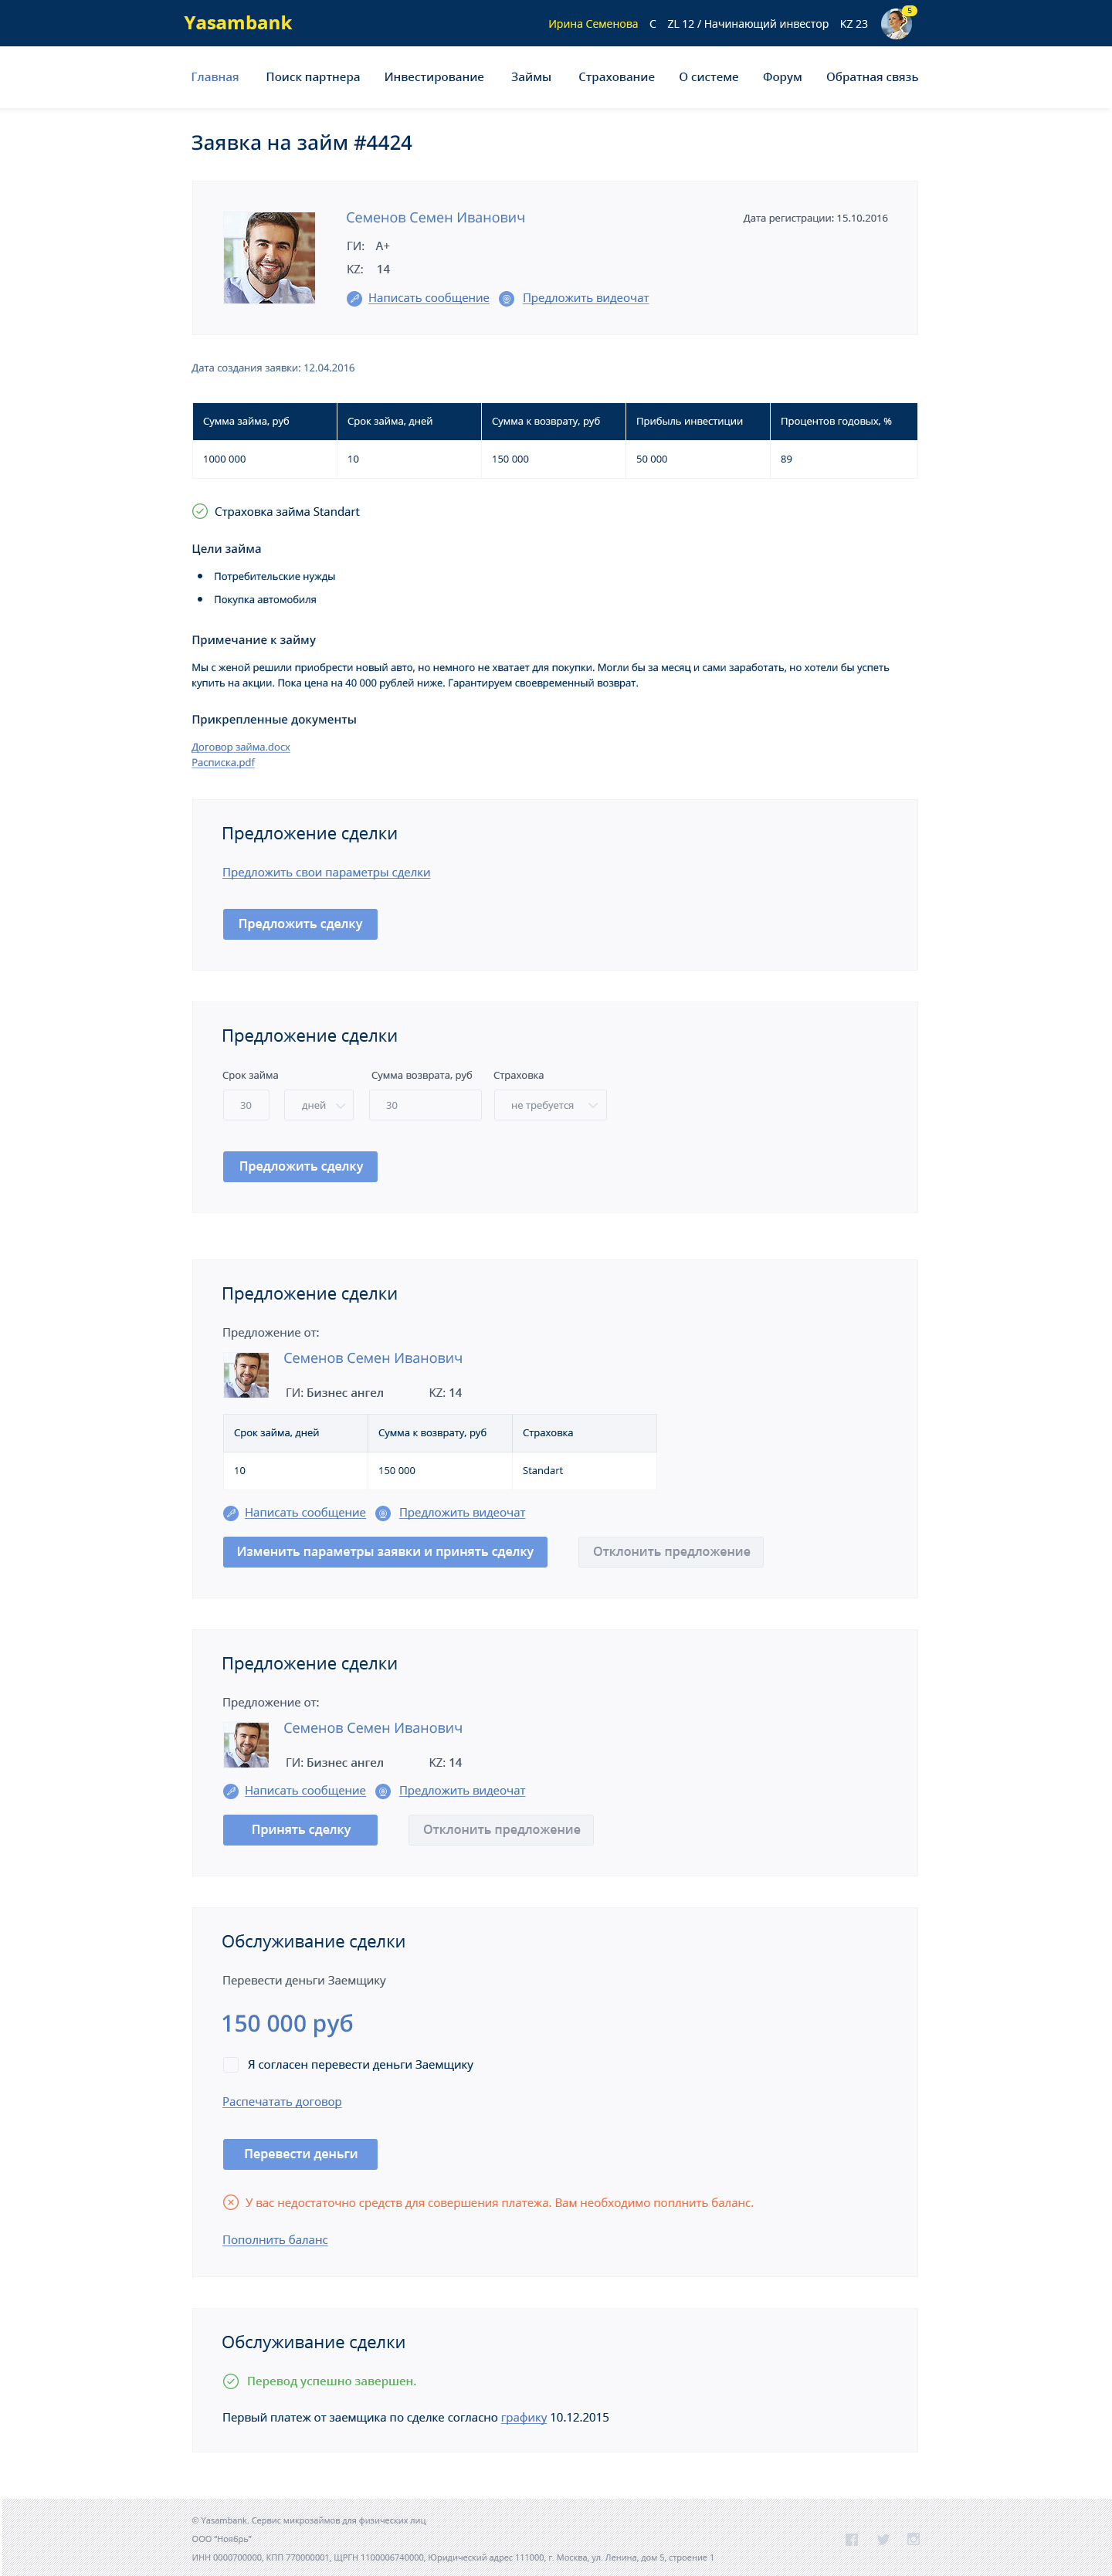 Yasambank
Ирина Семенова С ZL 12 / Начинающий инвестор KZ 23 5
Главная Поиск партнера Инвестирование Займы Страхование О системе Форум Обратная связь
Заявка на займ #4424
Семенов Семен Иванович Дата регистрации: 15.10.2016
ГИ: А+
KZ: 14
Написать сообщение Предложить видеочат
Дата создания заявки: 12.04.2016
Сумма займа, руб Срок займа, дней Сумма к возврату, руб Прибыль инвестиции Процентов годовых, %
1000 000 10 150 000 50 000 89
Страховка займа Standart
Цели займа
Потребительские нужды
Покупка автомобиля
Примечание к займу
Мы с женой решили приобрести новый авто, но немного не хватает для покупки. Могли бы за месяц и сами заработать, но хотели бы успеть
купить на акции. Пока цена на 40 000 рублей ниже. Гарантируем своевременный возврат.
Прикрепленные документы
Договор займа.docx
Расписка.pdf
Предложение сделки
Предложить свои параметры сделки
Предложить сделку
Предложение сделки
Срок займа Сумма возврата, руб Страховка
30 дней 30 не требуется
Предложить сделку
Предложение сделки
Предложение от:
Семенов Семен Иванович
ГИ: Бизнес ангел KZ: 14
Срок займа, дней Сумма к возврату, руб Страховка
10 150 000 Standart
Написать сообщение Предложить видеочат
Изменить параметры заявки и принять сделку Отклонить предложение
Предложение сделки
Предложение от:
Семенов Семен Иванович
ГИ: Бизнес ангел KZ: 14
Написать сообщение Предложить видеочат
Принять сделку Отклонить предложение
Обслуживание сделки
Перевести деньги Заемщику
150 000 руб
Я согласен перевести деньги Заемщику
Распечатать договор
Перевести деньги
У вас недостаточно средств для совершения платежа. Вам необходимо поплнить баланс.
Пополнить баланс
Обслуживание сделки
Перевод успешно завершен.
Первый платеж от заемщика по сделке согласно графику 10.12.2015
© Yasambank. Сервис микрозаймов для физических лиц
ООО "Ноябрь"
ИНН 0000700000, КПП 770000001, ЩРГН 1100006740000, Юридический адрес 111000, г. Москва, ул. Ленина, дом 5, строение 1